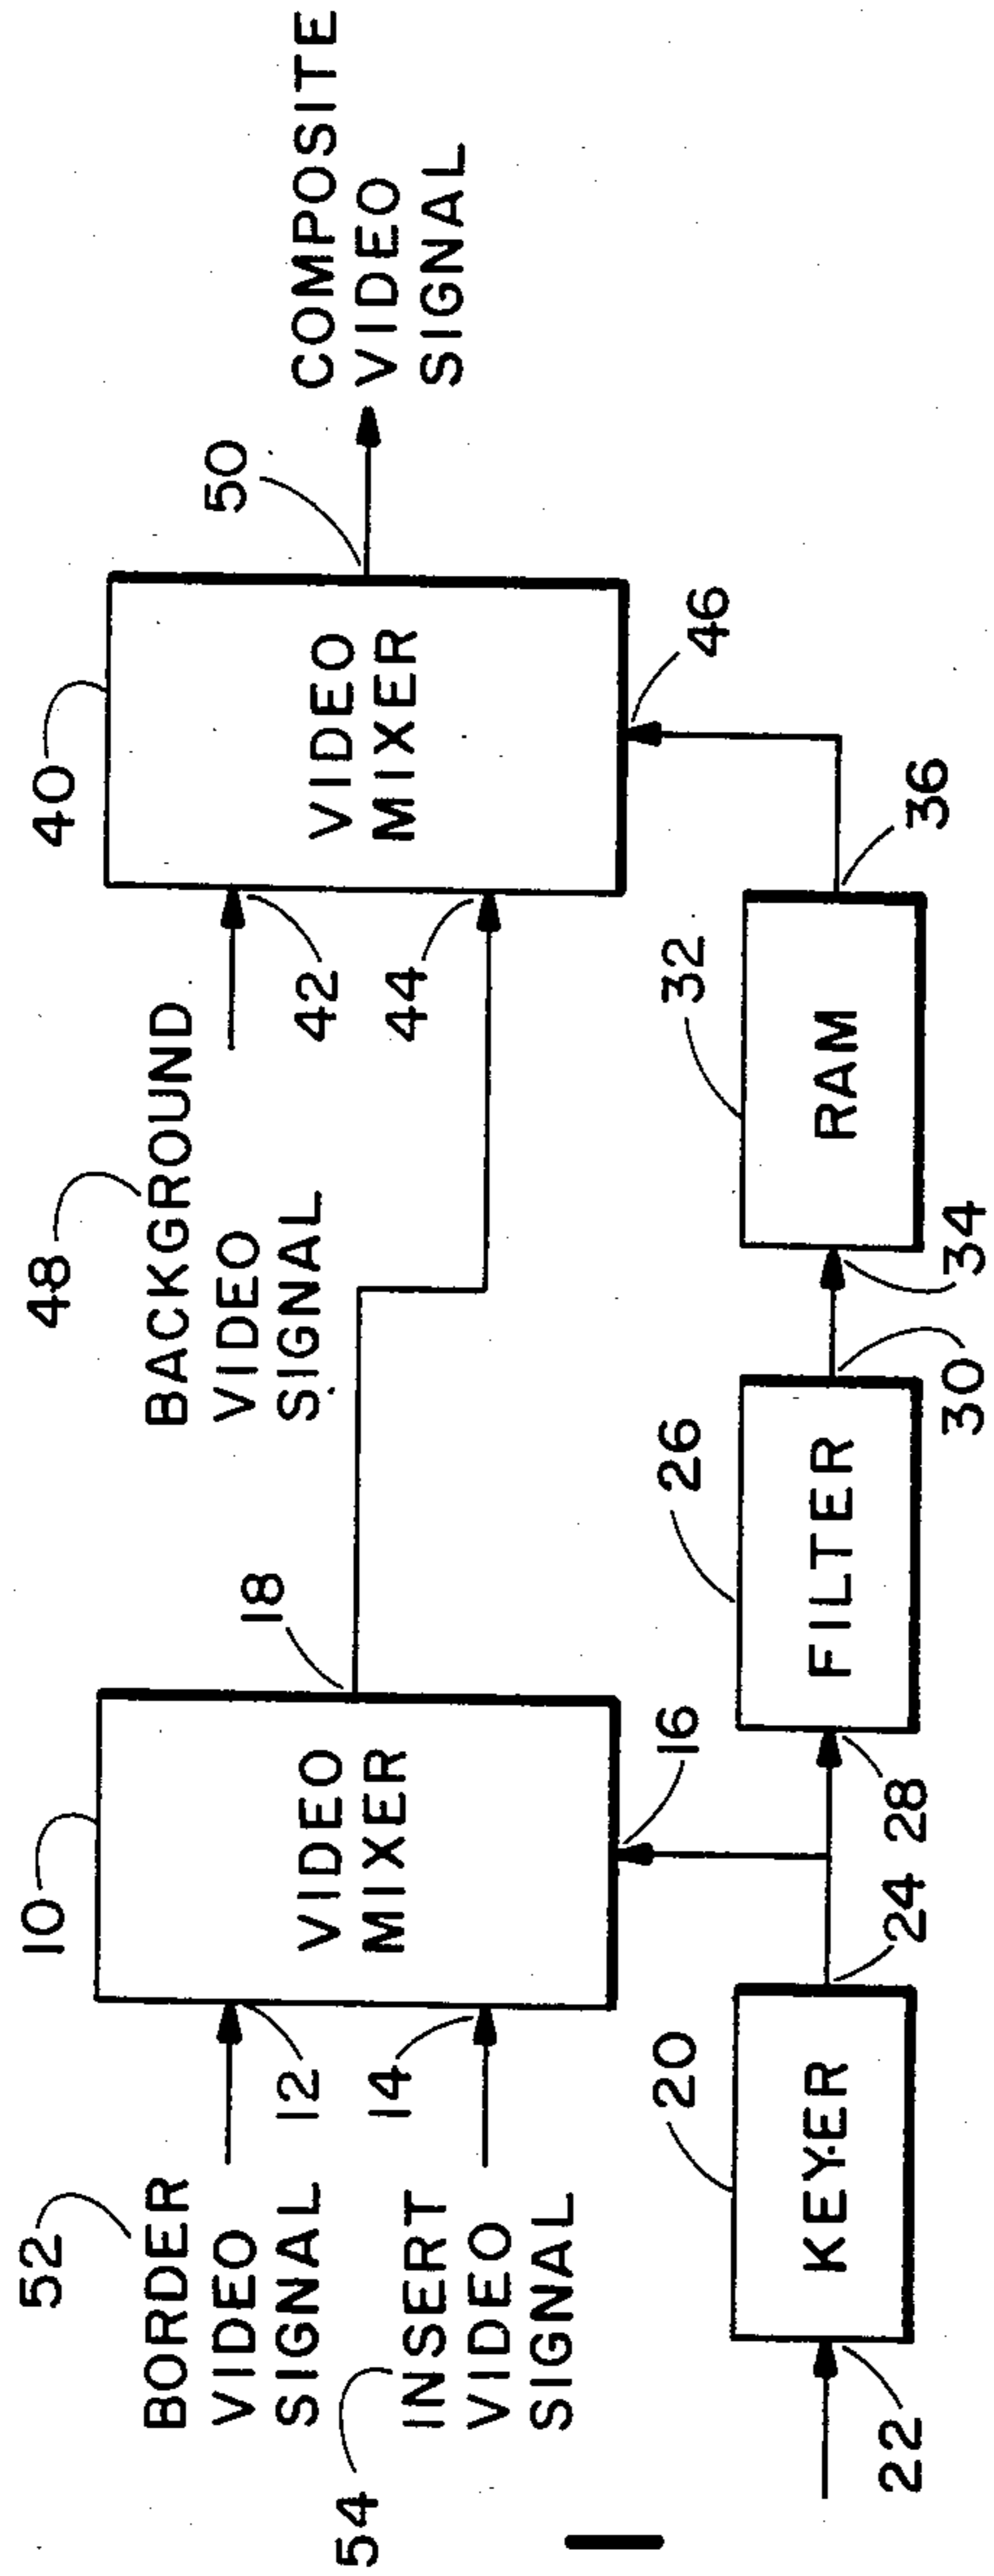 52
BORDER
VIDEO
SIGNAL
54
INSERT
VIDEO
SIGNAL
12
14
10
VIDEO
MIXER
18
16
48
BACKGROUND
VIDEO
SIGNAL
42
44
40
VIDEO
MIXER
50
46
COMPOSITE
VIDEO
SIGNAL
22
20
KEYER
24
28
26
FILTER
30
34
32
RAM
36